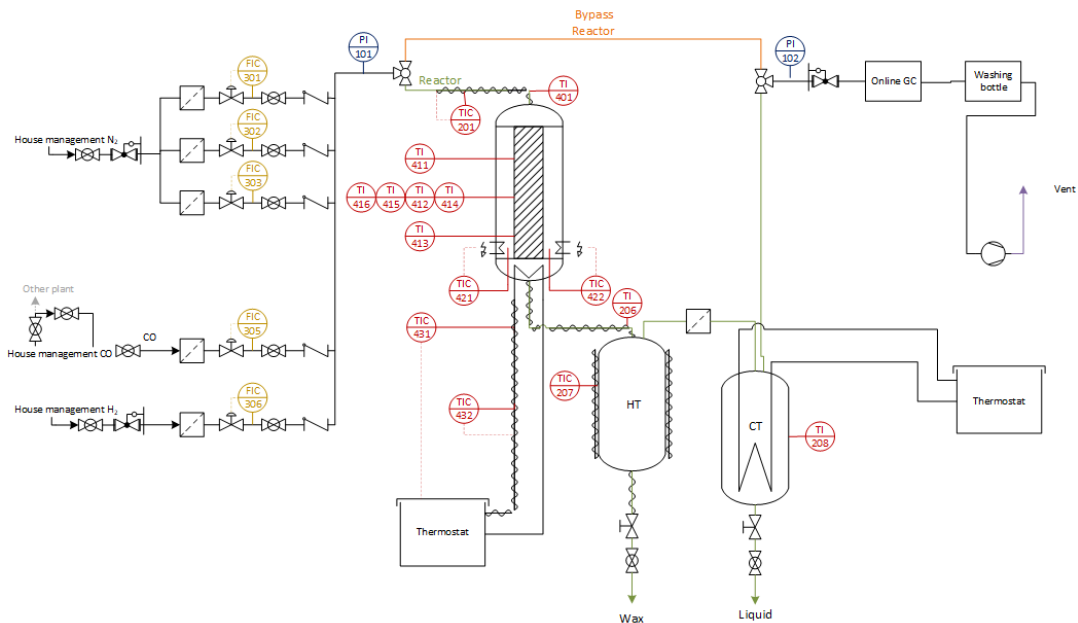 Bypass
Reactor
PI
101
PI
102
FIC
301
Reactor
TI
401
Online GC
Washing
bottle
TIC
201
FIC
302
House management N₂
TI
411
FIC
303
TI
416
TI
415
TI
412
TI
414
Vent
TI
413
TIC
421
TIC
422
Other plant
TI
206
TIC
431
FIC
305
CO
House management CO
TIC
207
HT
Thermostat
FIC
306
House management H₂
TIC
432
CT
TI
208
Thermostat
Wax
Liquid